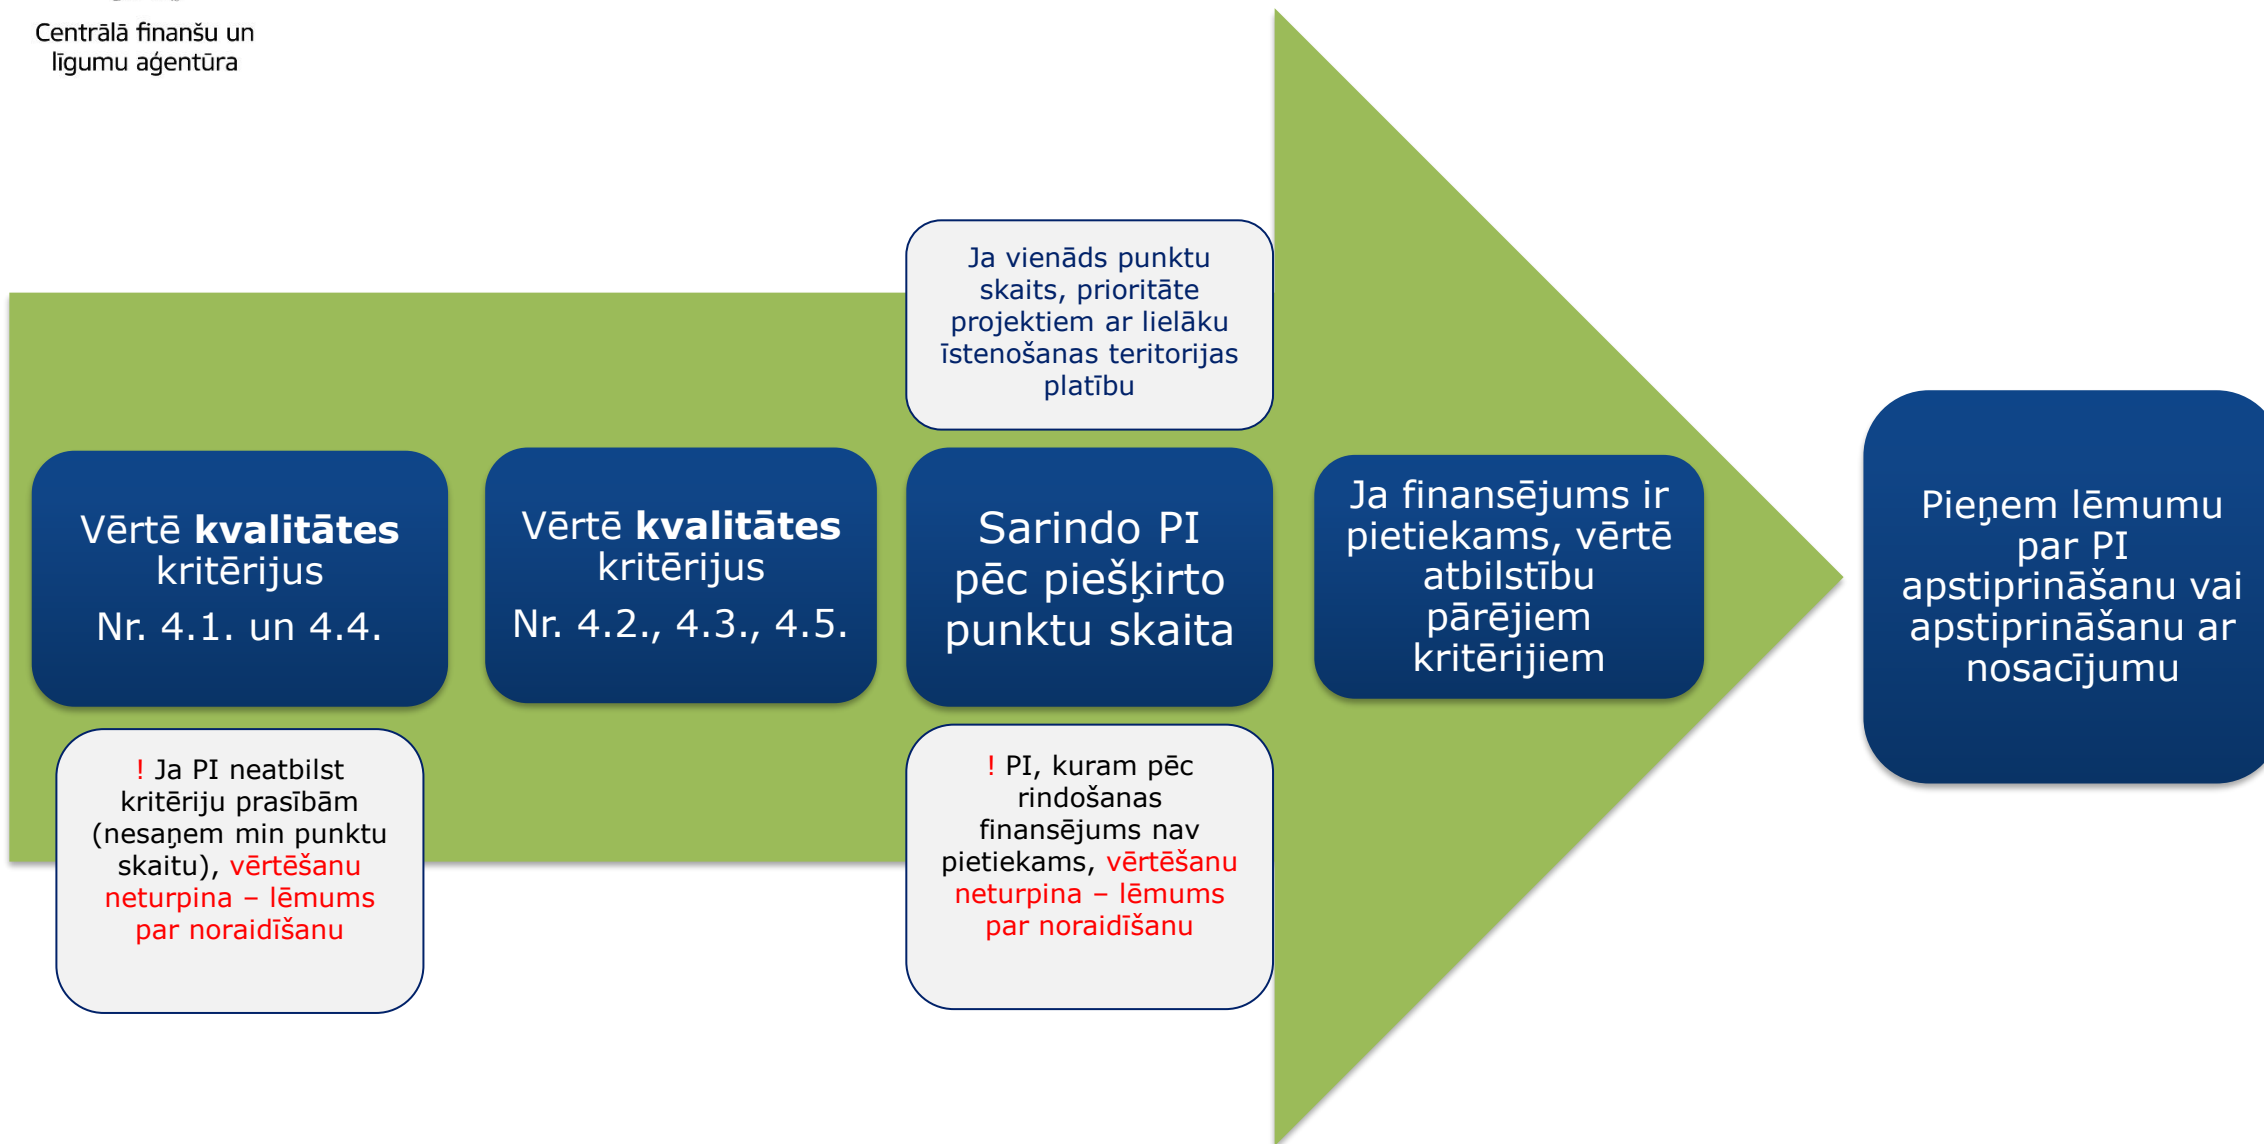 Centrālā finanšu un
līgumu aģentūra
Ja vienāds punktu
skaits, prioritāte
projektiem ar lielāku
īstenošanas teritorijas
platību
Vērtē kvalitātes
kritērijus
Nr. 4.1. un 4.4.
Vērtē kvalitātes
kritērijus
Nr. 4.2., 4.3., 4.5.
Sarindo PI
pēc piešķirto
punktu skaita
Ja finansējums ir
pietiekams, vērtē
atbilstību
pārējiem
kritērijiem
Pieņem lēmumu
par PI
apstiprināšanu vai
apstiprināšanu ar
nosacījumu
! Ja PI neatbilst
kritēriju prasībām
(nesaņem min punktu
skaitu), vērtēšanu
neturpina – lēmums
par noraidīšanu
! PI, kuram pēc
rindošanas
finansējums nav
pietiekams, vērtēšanu
neturpina – lēmums
par noraidīšanu